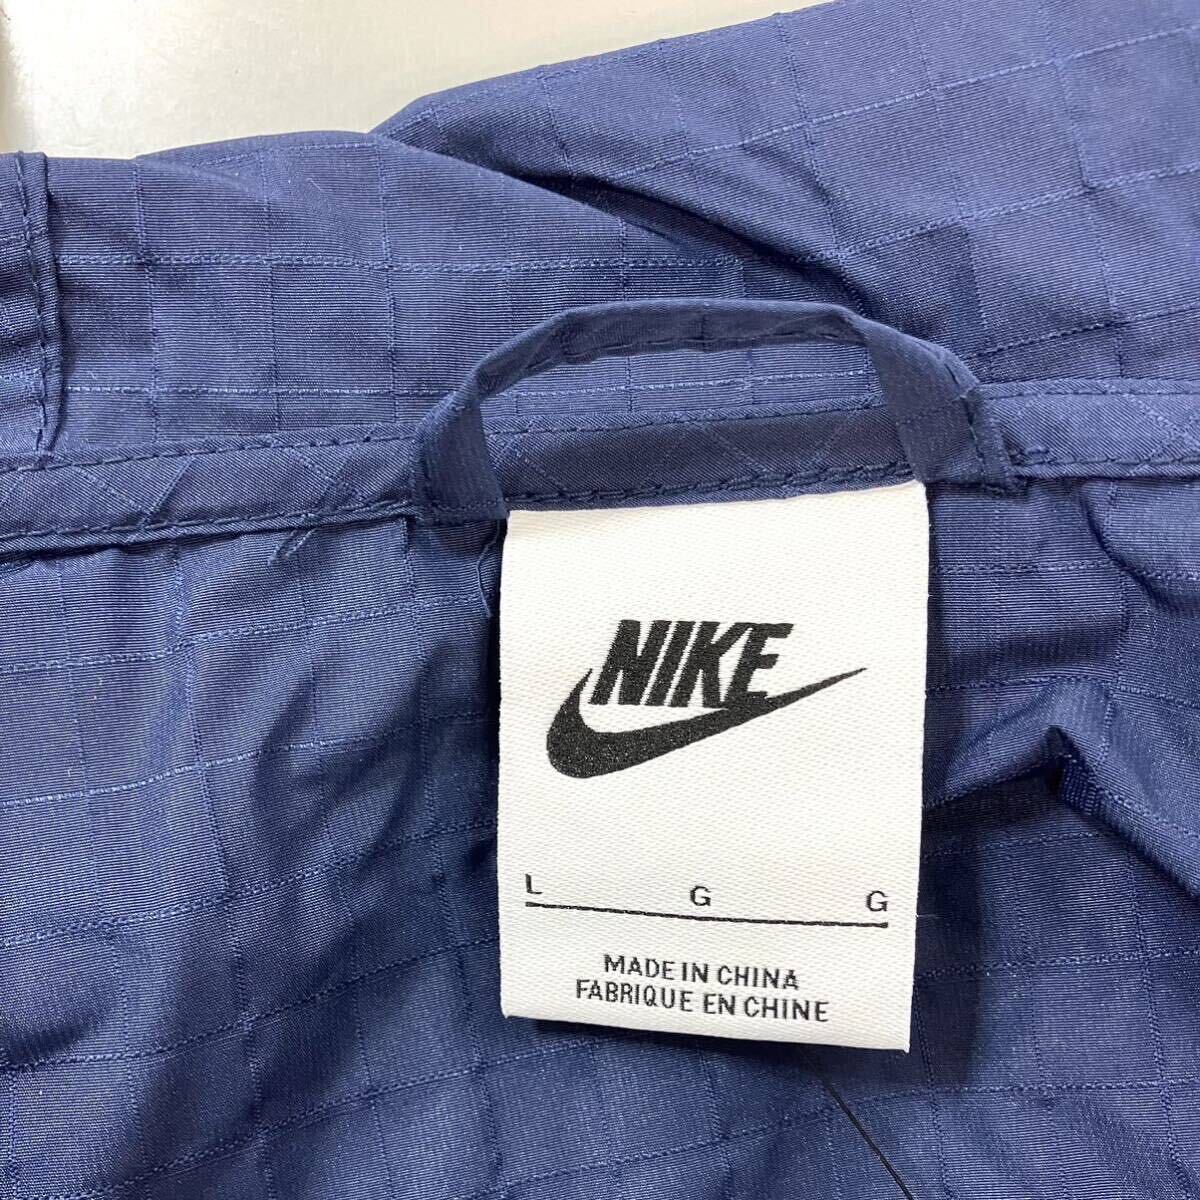 NIKE
L G G
MADE IN CHINA
FABRIQUE EN CHINE